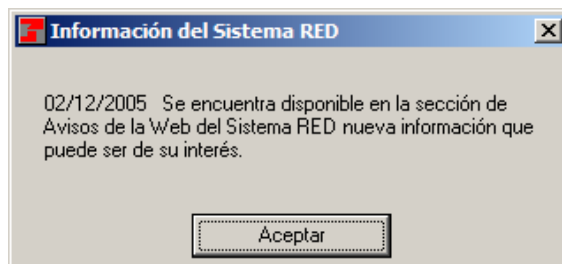 Información del Sistema RED
02/12/2005 Se encuentra disponible en la sección de
Avisos de la Web del Sistema RED nueva información que
puede ser de su interés.
Aceptar